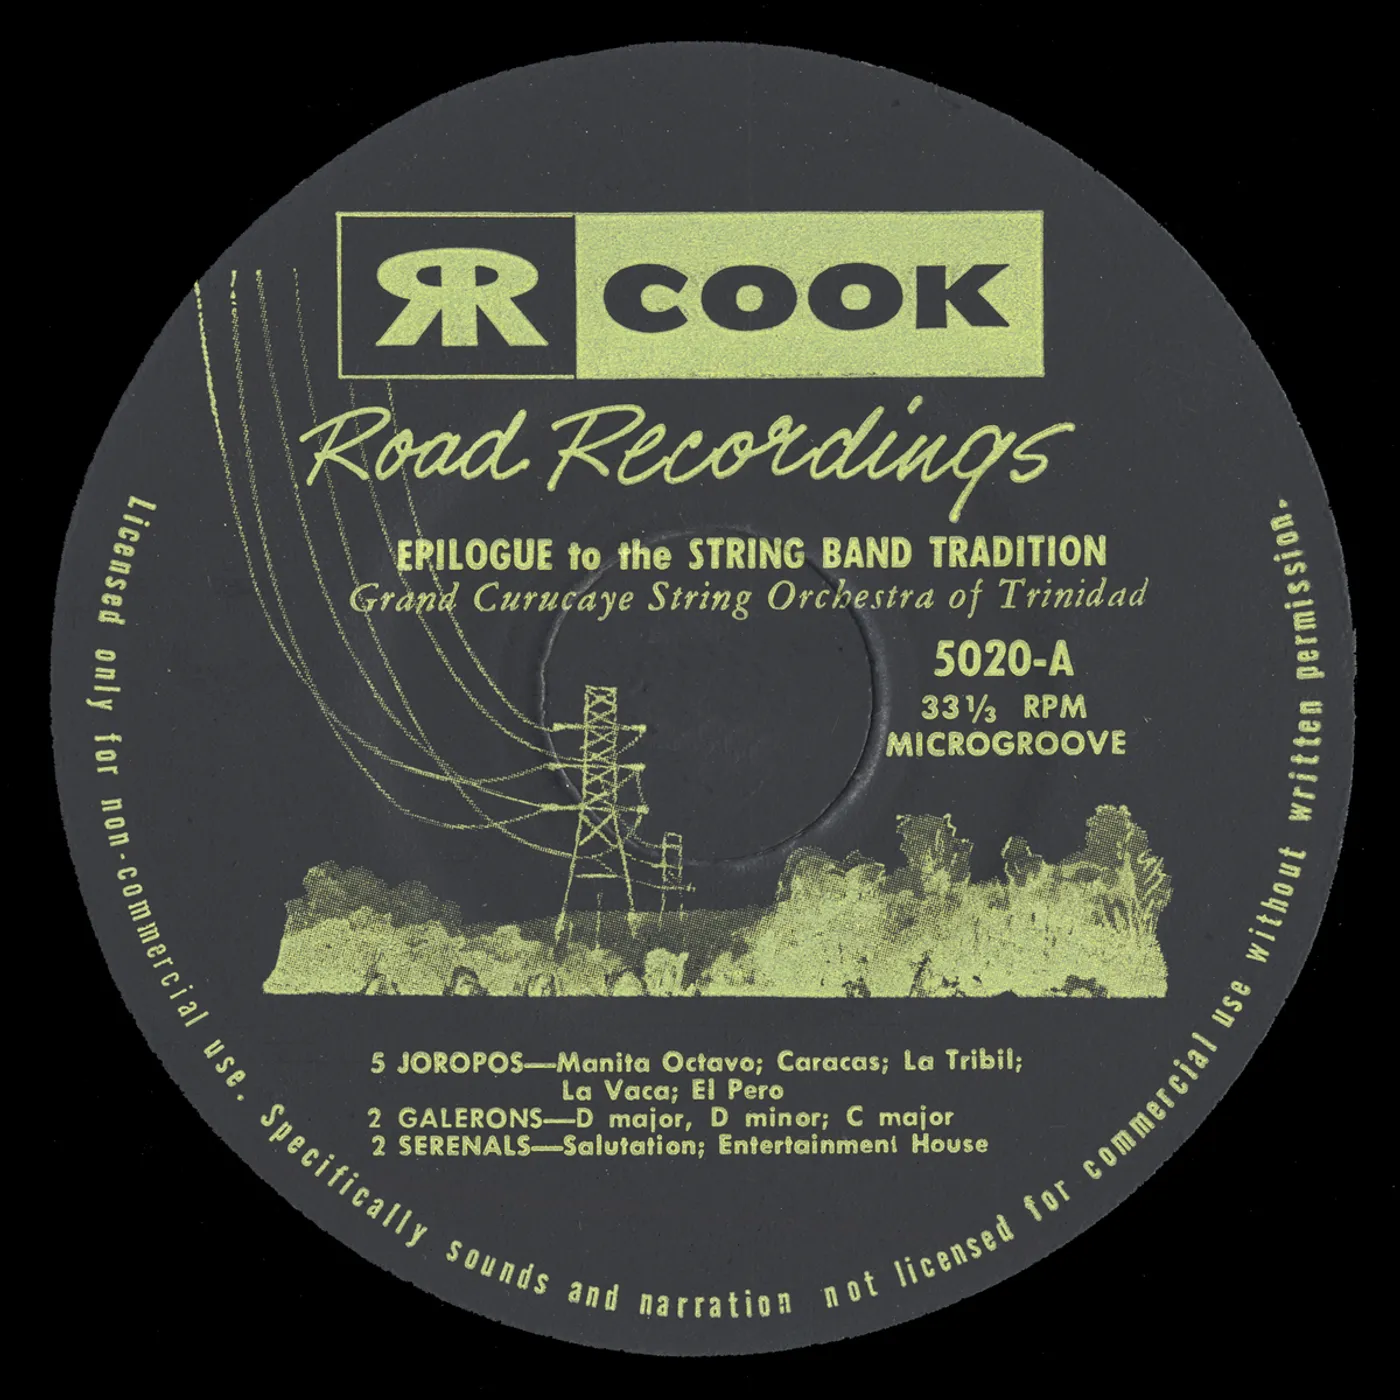 RR COOK
Road Recordings
EPILOGUE to the STRING BAND TRADITION
Grand Curucaye String Orchestra of Trinidad
5020-A
33⅓ RPM
MICROGROOVE
5 JOROPOS—Manita Octavo; Caracas; La Tribil;
La Vaca; El Pero
2 GALERONS—D major, D minor; C major
2 SERENALS—Salutation; Entertainment House
Licensed only for non-commercial use. Specifically sounds and narration not licensed for commercial use without written permission.